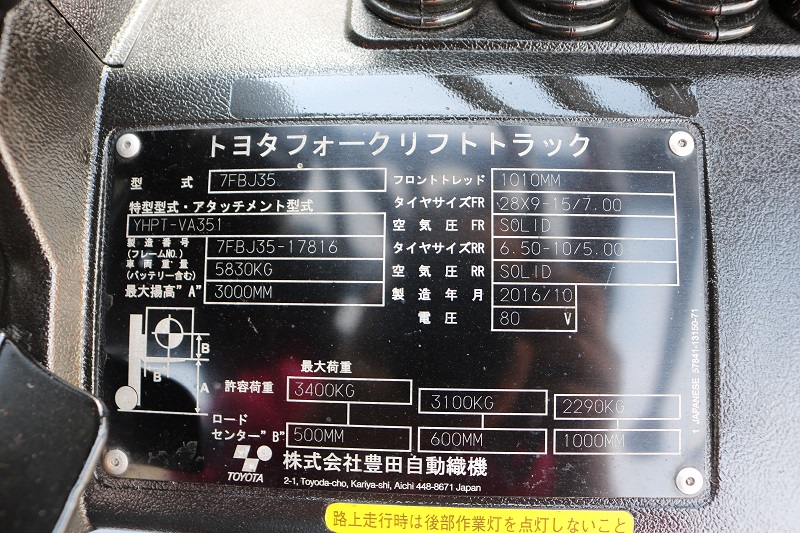 トヨタフォークリフトトラック
型式 7FBJ35 フロントトレッド 1010MM
特型型式・アタッチメント型式 タイヤサイズFR 28X9-15/7.00
YHPT-VA351 空気圧 FR SOLID
製造番号(フレームNO.) 7FBJ35-17816 タイヤサイズRR 6.50-10/5.00
車両重量(バッテリー含む) 5830KG 空気圧 RR SOLID
最大揚高"A" 3000MM 製造年月 2016/10
電圧 80 V
B
B
A
最大荷重
許容荷重 3400KG 3100KG 2290KG
ロードセンター"B" 500MM 600MM 1000MM
TOYOTA 株式会社豊田自動織機
2-1, Toyoda-cho, Kariya-shi, Aichi 448-8671 Japan
1 JAPANESE 57841-13150-71
路上走行時は後部作業灯を点灯しないこと